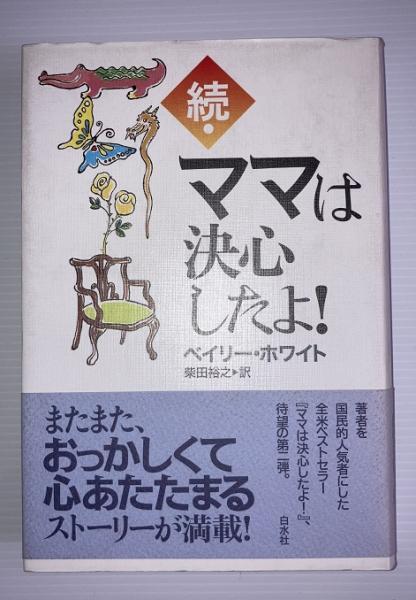 続・
ママは
決心
したよ!
ベイリー・ホワイト
柴田裕之▶訳
またまた、
おっかしくて
心あたたまる
ストーリーが満載!
著者を
国民的人気者にした
全米ベストセラー
『ママは決心したよ!』、
待望の第二弾。
白水社